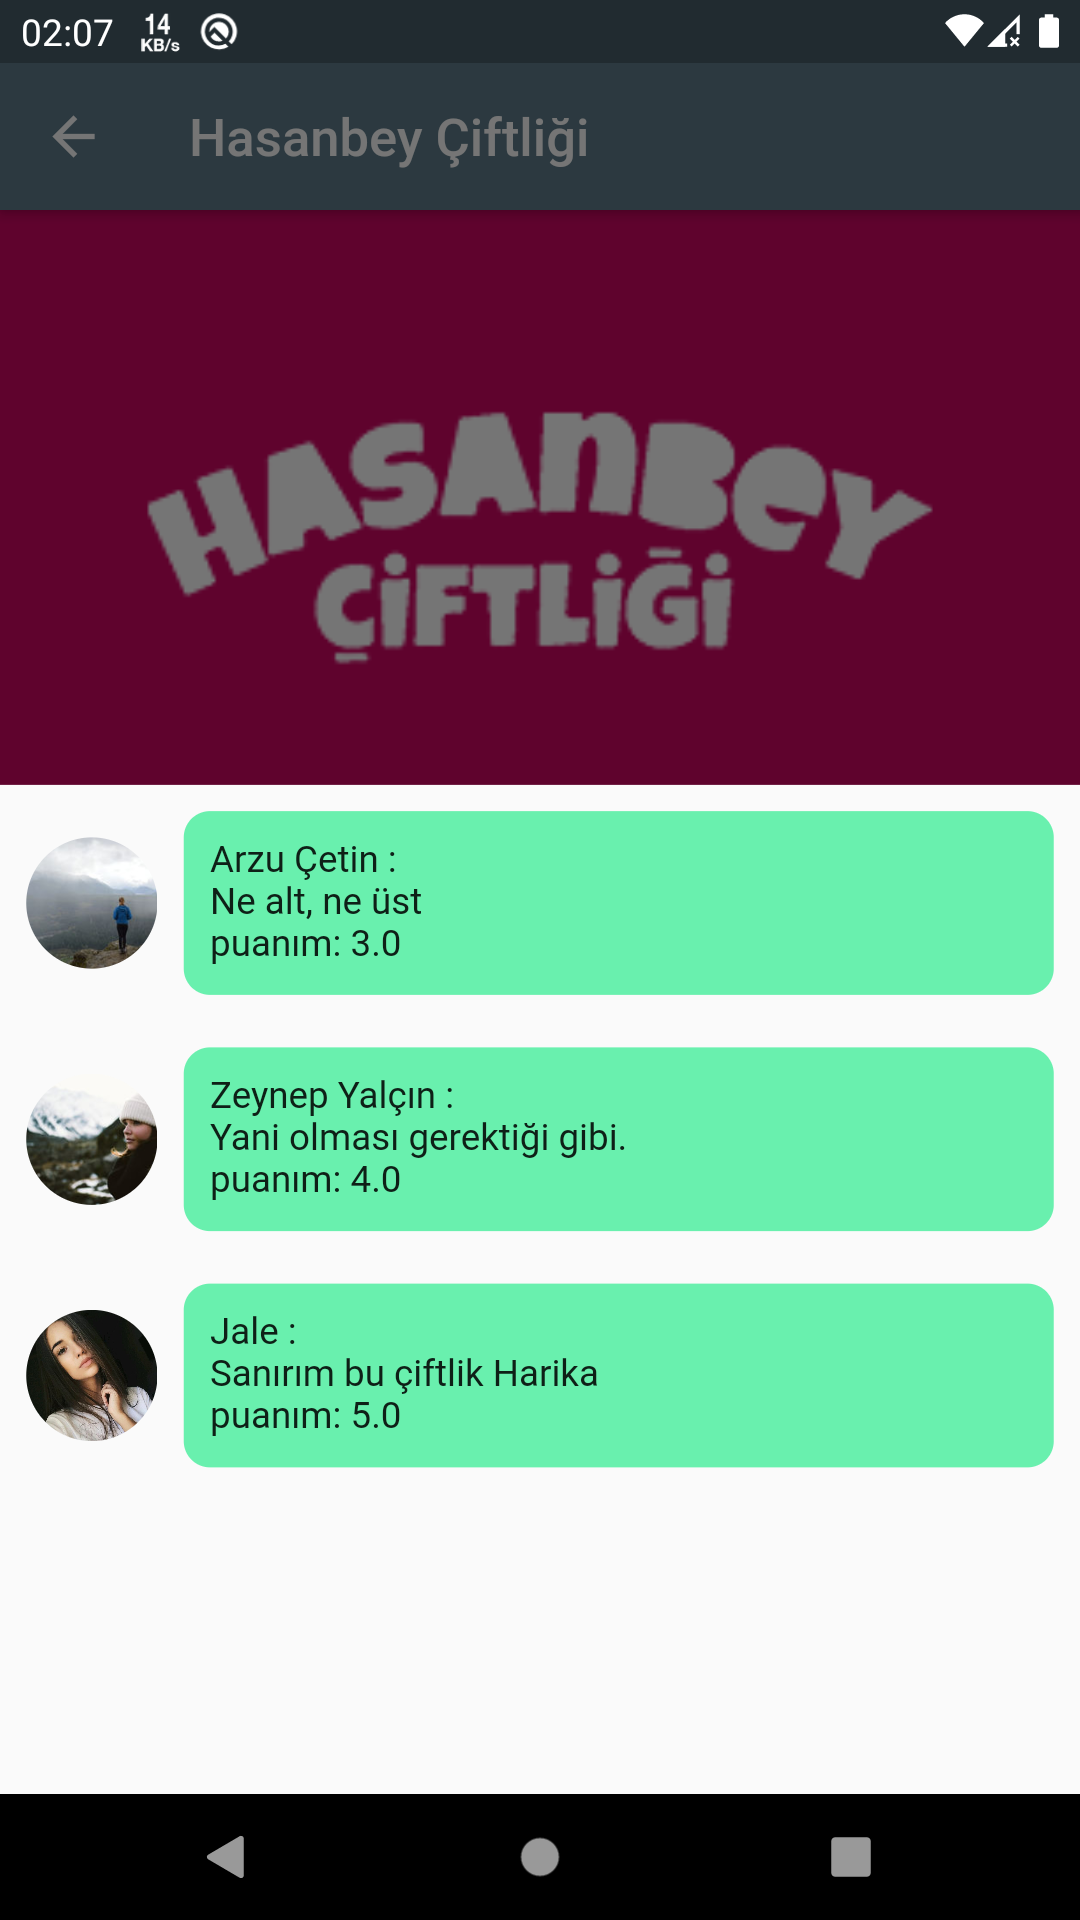 02:07
14
KB/s
Hasanbey Çiftliği
HASANBEY
ÇİFTLİĞİ
Arzu Çetin :
Ne alt, ne üst
puanım: 3.0
Zeynep Yalçın :
Yani olması gerektiği gibi.
puanım: 4.0
Jale :
Sanırım bu çiftlik Harika
puanım: 5.0